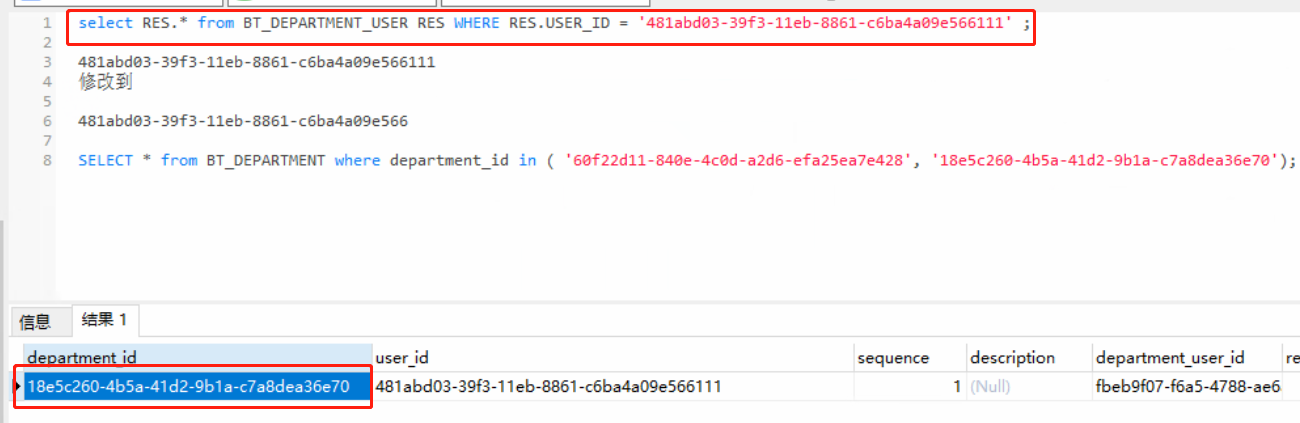 1 select RES.* from BT_DEPARTMENT_USER RES WHERE RES.USER_ID = '481abd03-39f3-11eb-8861-c6ba4a09e566111' ;
2
3 481abd03-39f3-11eb-8861-c6ba4a09e566111
4 修改到
5
6 481abd03-39f3-11eb-8861-c6ba4a09e566
7
8 SELECT * from BT_DEPARTMENT where department_id in ( '60f22d11-840e-4c0d-a2d6-efa25ea7e428', '18e5c260-4b5a-41d2-9b1a-c7a8dea36e70');
信息 结果 1
department_id user_id sequence description department_user_id re
18e5c260-4b5a-41d2-9b1a-c7a8dea36e70 481abd03-39f3-11eb-8861-c6ba4a09e566111 1 (Null) fbeb9f07-f6a5-4788-ae6